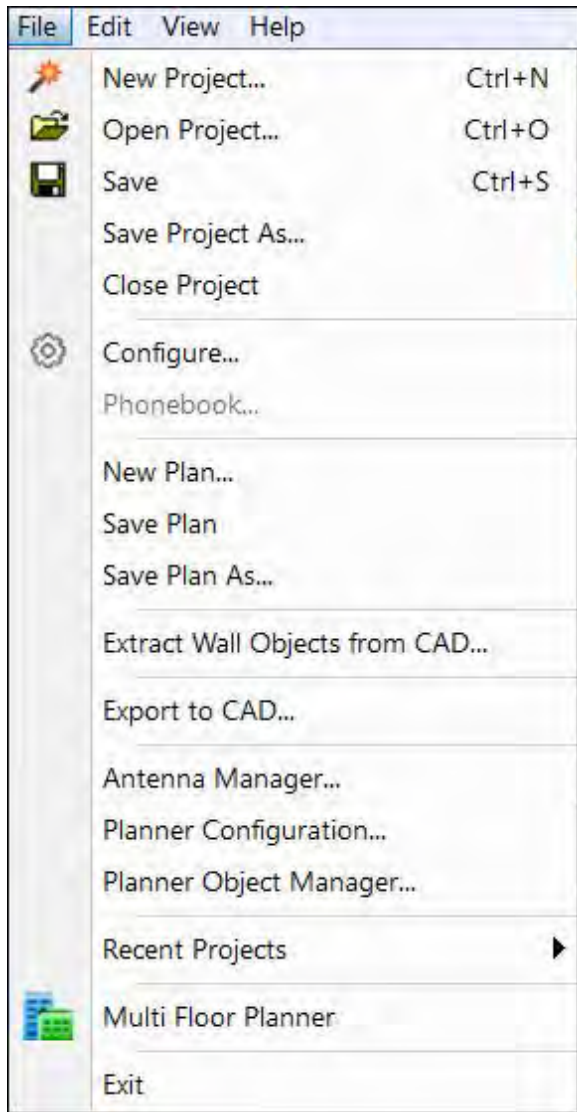 File Edit View Help
New Project... Ctrl+N
Open Project... Ctrl+O
Save Ctrl+S
Save Project As...
Close Project
Configure...
Phonebook...
New Plan...
Save Plan
Save Plan As...
Extract Wall Objects from CAD...
Export to CAD...
Antenna Manager...
Planner Configuration...
Planner Object Manager...
Recent Projects
Multi Floor Planner
Exit